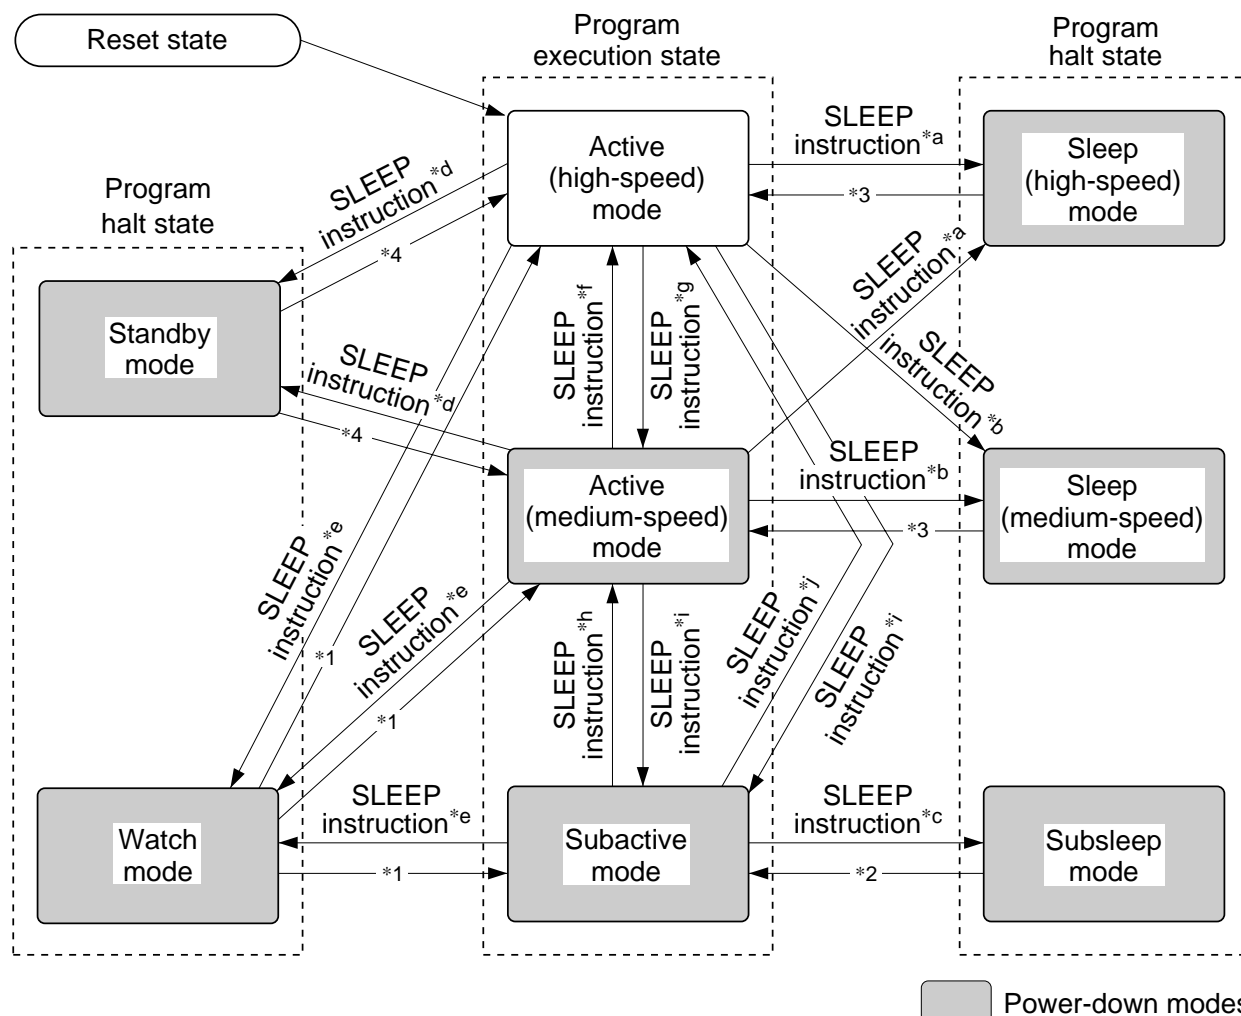 Reset state
Program
execution state
Program
halt state
Program
halt state
Active
(high-speed)
mode
SLEEP
instruction*a
*3
Sleep
(high-speed)
mode
SLEEP
instruction*d
*4
Standby
mode
SLEEP
instruction*d
*4
SLEEP
instruction*f
SLEEP
instruction*g
SLEEP
instruction*a
SLEEP
instruction*b
Active
(medium-speed)
mode
SLEEP
instruction*b
*3
Sleep
(medium-speed)
mode
SLEEP
instruction*e
*1
SLEEP
instruction*e
*1
SLEEP
instruction*h
SLEEP
instruction*i
SLEEP
instruction*j
SLEEP
instruction*i
Watch
mode
SLEEP
instruction*e
*1
Subactive
mode
SLEEP
instruction*c
*2
Subsleep
mode
Power-down modes